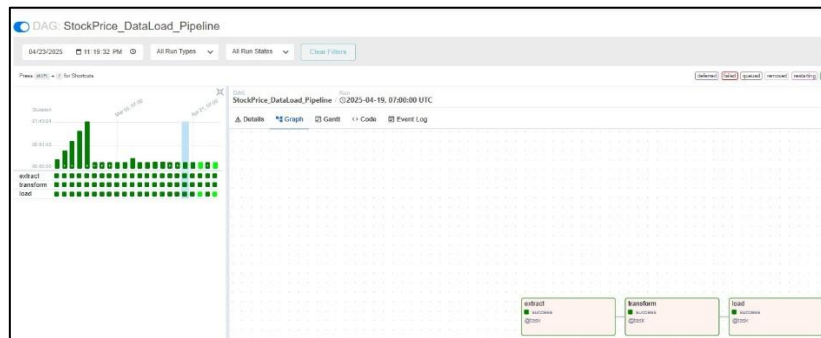 DAG: StockPrice_DataLoad_Pipeline
04/23/2025 11:19:32 PM All Run Types All Run States Clear Filters
Press shift + / for Shortcuts deferred failed queued removed restarting
DAG Run
StockPrice_DataLoad_Pipeline / 2025-04-19, 07:00:00 UTC
Details Graph Gantt Code Event Log
Duration
extract
transform
load
extract transform load
success success success
@task @task @task